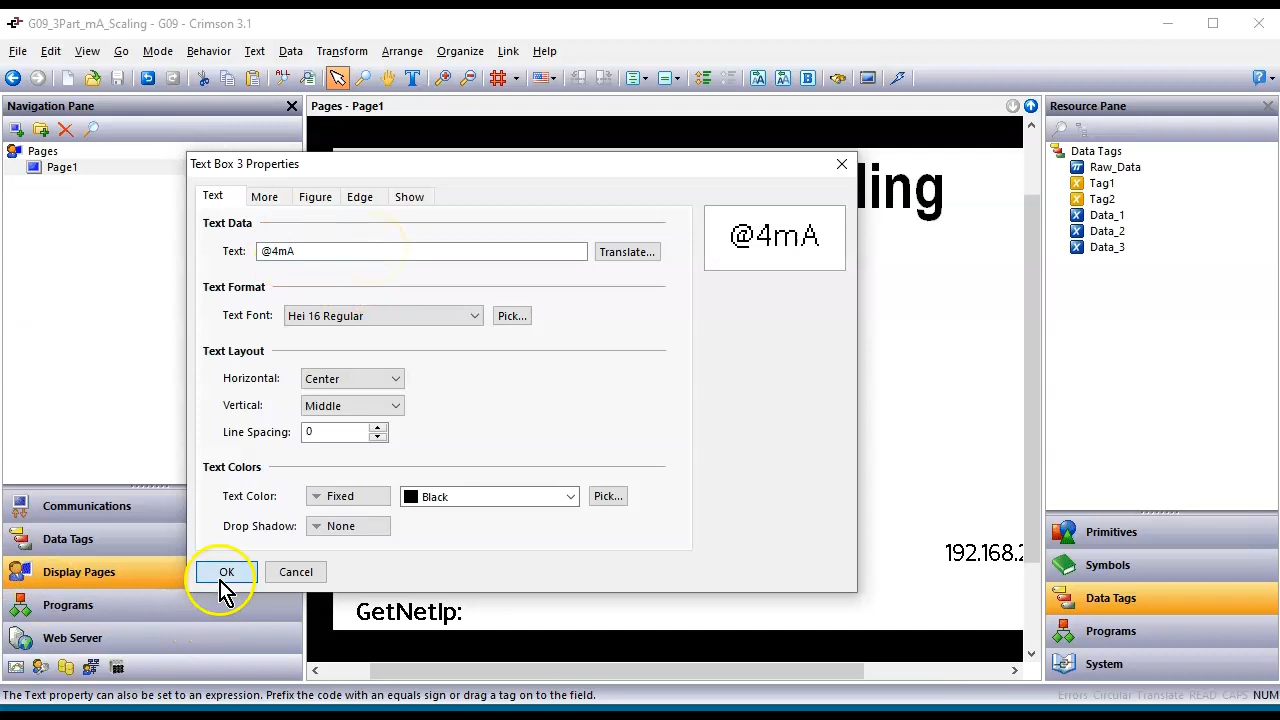 G09_3Part_mA_Scaling - G09 - Crimson 3.1
File Edit View Go Mode Behavior Text Data Transform Arrange Organize Link Help
Navigation Pane
Pages - Page1
Resource Pane
Pages
Page1
Data Tags
Raw_Data
Tag1
Tag2
Data_1
Data_2
Data_3
ling
Text Box 3 Properties
Text More Figure Edge Show
Text Data
Text: @4mA Translate...
@4mA
Text Format
Text Font: Hei 16 Regular Pick...
Text Layout
Horizontal: Center
Vertical: Middle
Line Spacing: 0
Text Colors
Text Color: Fixed Black Pick...
Drop Shadow: None
OK Cancel
192.168.2
GetNetIp:
Communications
Data Tags
Display Pages
Programs
Web Server
Primitives
Symbols
Data Tags
Programs
System
The Text property can also be set to an expression. Prefix the code with an equals sign or drag a tag on to the field.
Errors Circular Translate READ CAPS NUM